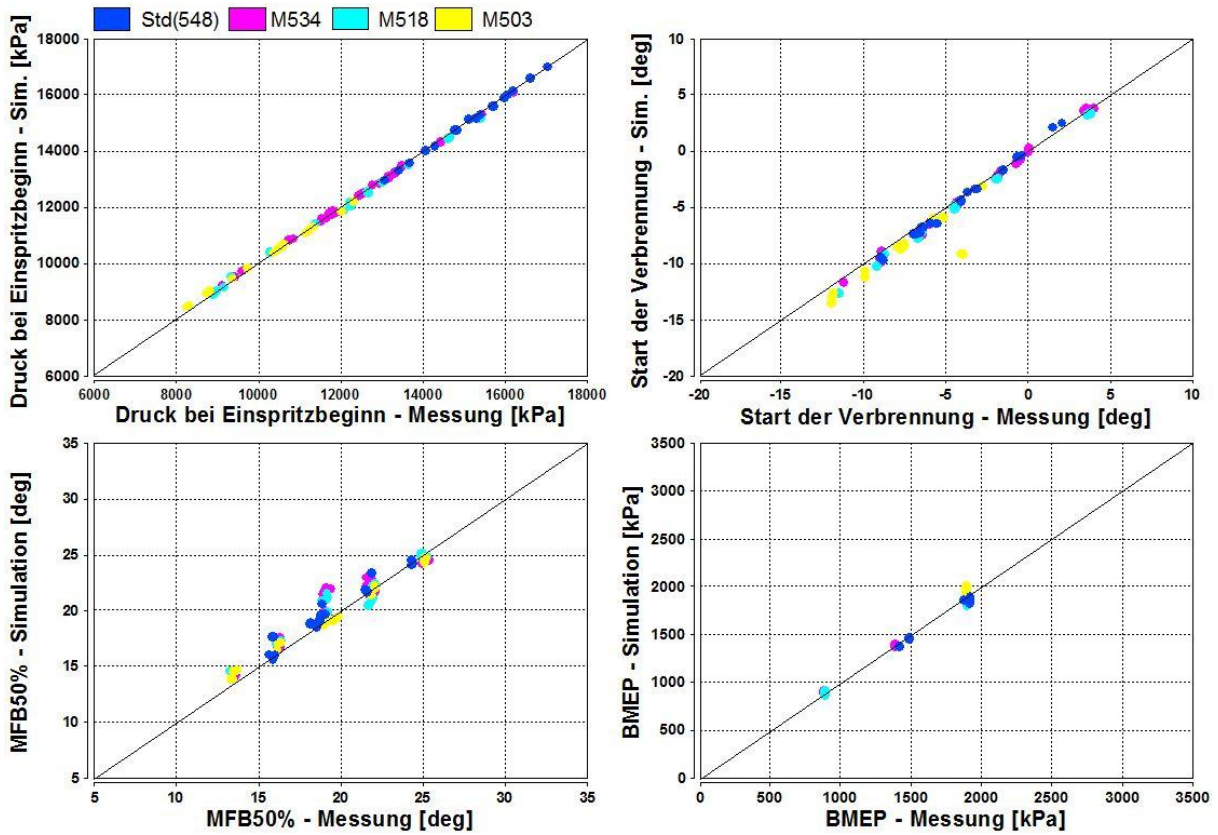 Std(548) M534 M518 M503
Druck bei Einspritzbeginn - Sim. [kPa]
18000
16000
14000
12000
10000
8000
6000
6000 8000 10000 12000 14000 16000 18000
Druck bei Einspritzbeginn - Messung [kPa]
Start der Verbrennung - Sim. [deg]
10
5
0
-5
-10
-15
-20
-20 -15 -10 -5 0 5 10
Start der Verbrennung - Messung [deg]
MFB50% - Simulation [deg]
35
30
25
20
15
10
5
5 10 15 20 25 30 35
MFB50% - Messung [deg]
BMEP - Simulation [kPa]
3500
3000
2500
2000
1500
1000
500
0
0 500 1000 1500 2000 2500 3000 3500
BMEP - Messung [kPa]